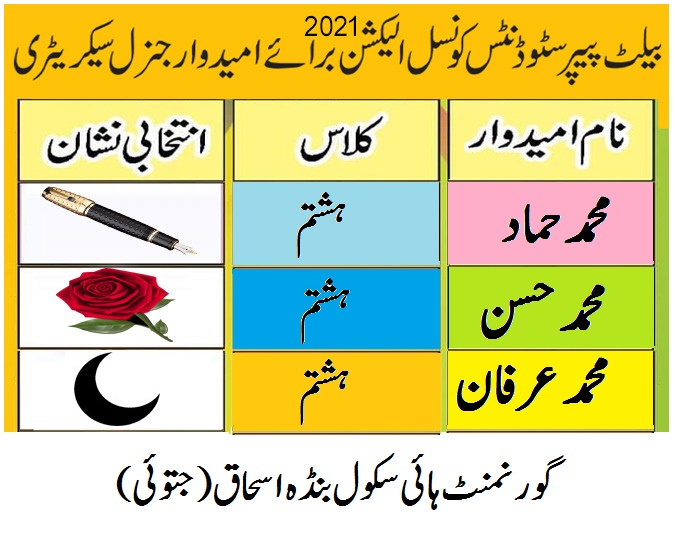 2021
بیلٹ پیپر سٹوڈنٹس کونسل الیکشن برائے امیدوار جنرل سیکریٹری
نام امیدوار کلاس انتخابی نشان
محمد حماد ہشتم
محمد حسن ہشتم
محمد عرفان ہشتم
گورنمنٹ ہائی سکول بنڈہ اسحاق (جتوئی)